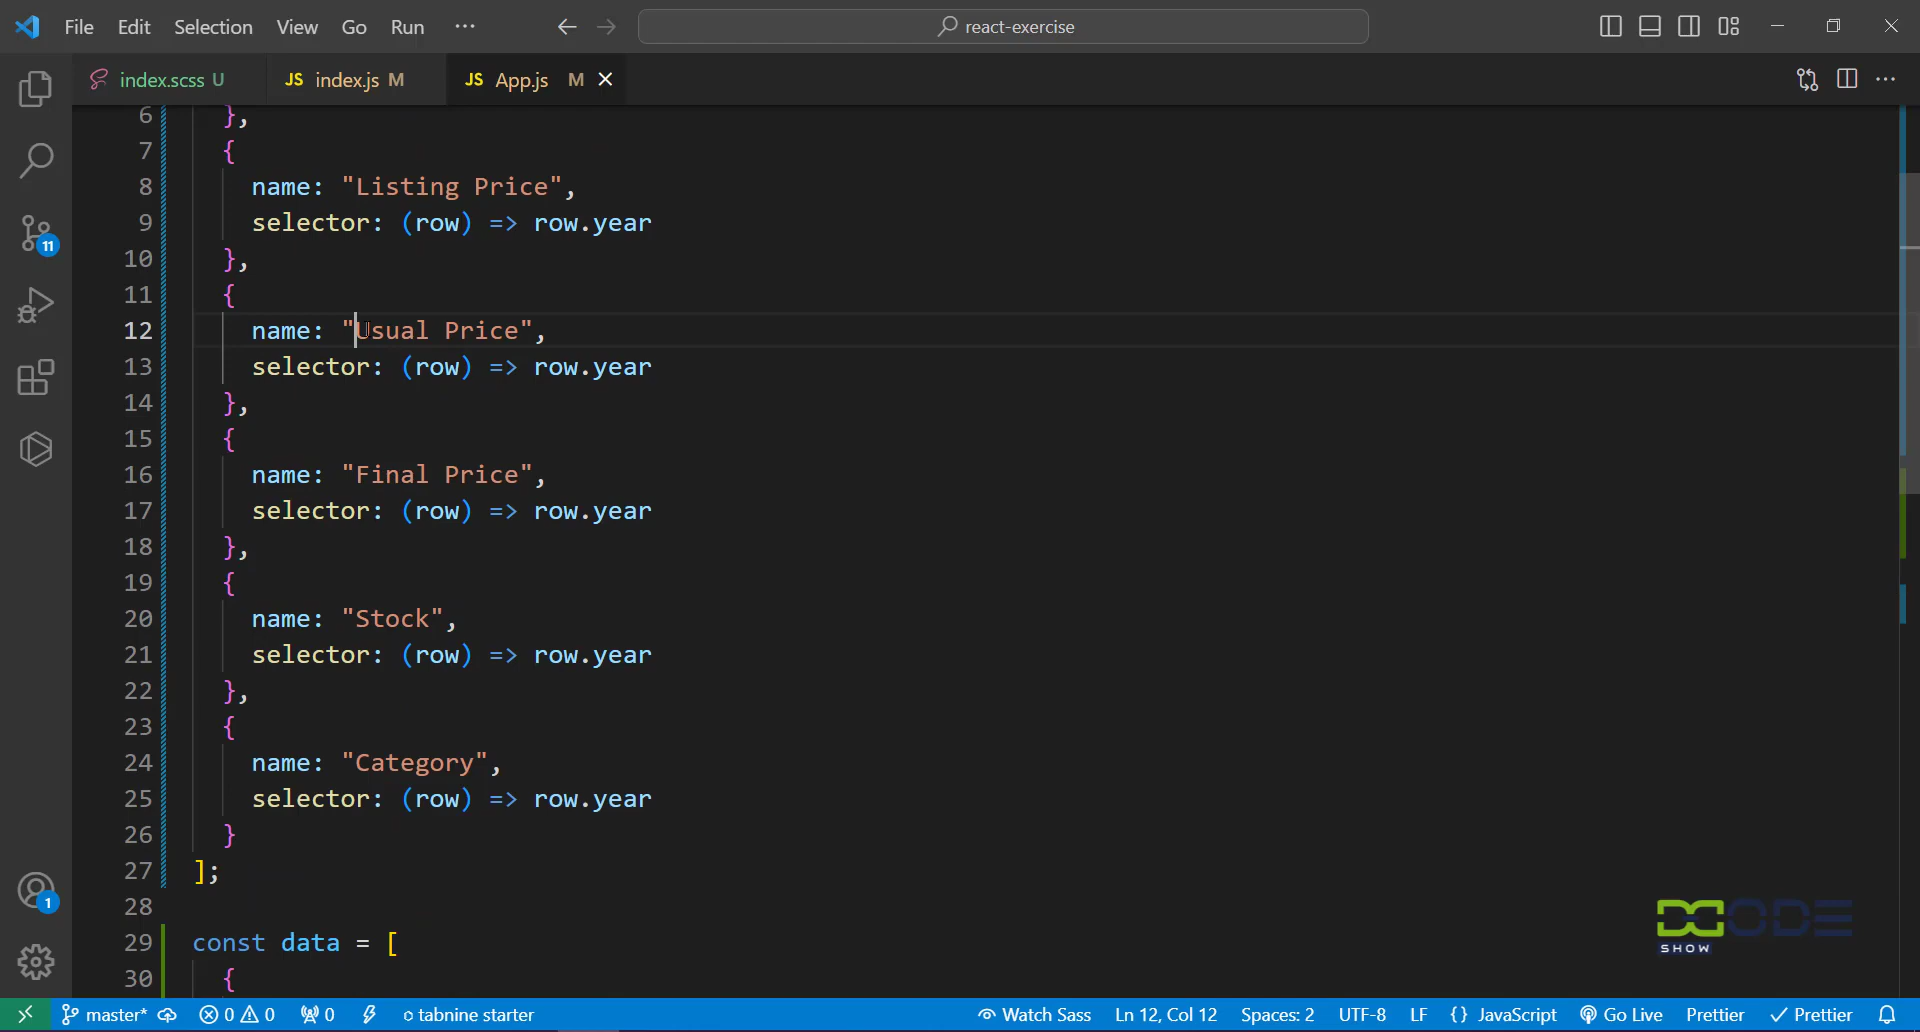 File Edit Selection View Go Run ··· react-exercise
index.scss U JS index.js M JS App.js M
6 },
7 {
8 name: "Listing Price",
9 selector: (row) => row.year
10 },
11 {
12 name: "Usual Price",
13 selector: (row) => row.year
14 },
15 {
16 name: "Final Price",
17 selector: (row) => row.year
18 },
19 {
20 name: "Stock",
21 selector: (row) => row.year
22 },
23 {
24 name: "Category",
25 selector: (row) => row.year
26 }
27 ];
28
29 const data = [
30 {
11
1
DCODE
SHOW
master* 0 0 0 tabnine starter Watch Sass Ln 12, Col 12 Spaces: 2 UTF-8 LF {} JavaScript Go Live Prettier Prettier